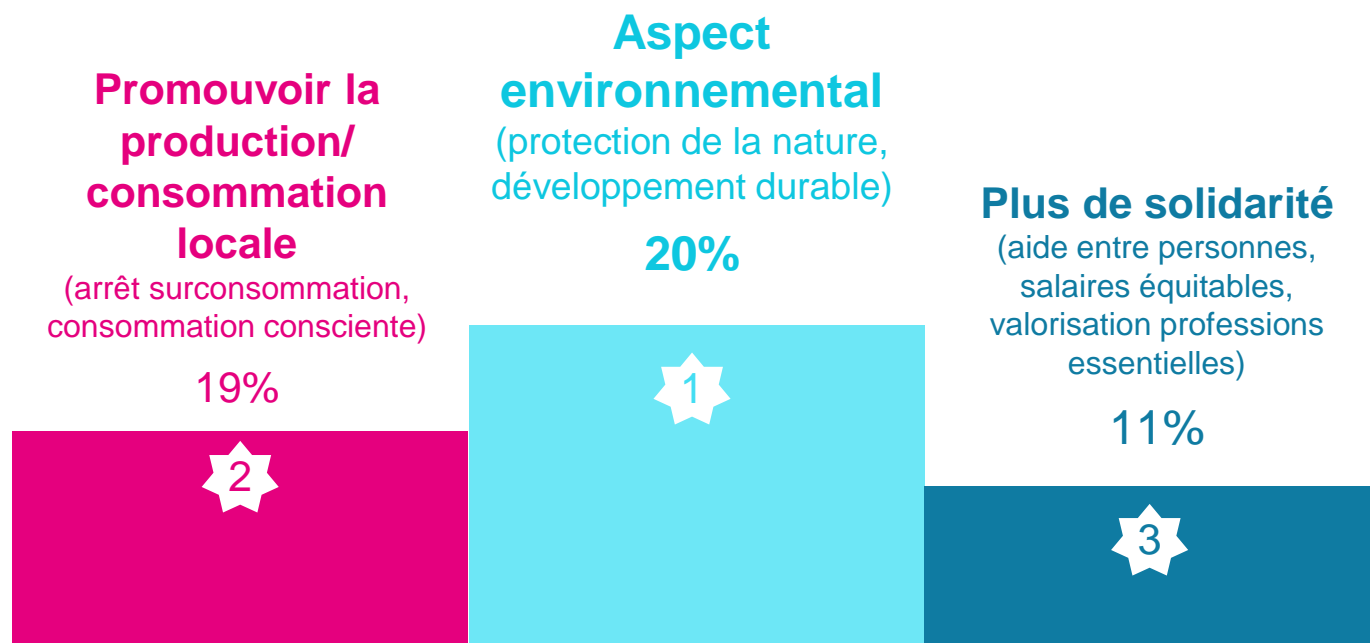 Promouvoir la
production/
consommation
locale
(arrêt surconsommation,
consommation consciente)
19%
2
Aspect
environnemental
(protection de la nature,
développement durable)
20%
1
Plus de solidarité
(aide entre personnes,
salaires équitables,
valorisation professions
essentielles)
11%
3